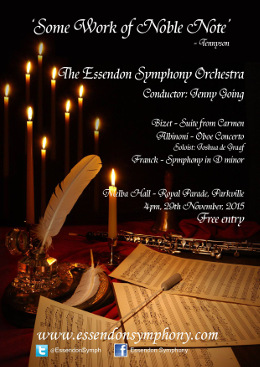 'Some Work of Noble Note'
- Tennyson
The Essendon Symphony Orchestra
Conductor: Jenny Going
Bizet - Suite from Carmen
Albinoni - Oboe Concerto
Soloist: Joshua de Graaf
Franck - Symphony in D minor
Melba Hall - Royal Parade, Parkville
4pm, 29th November, 2015
Free entry
www.essendonsymphony.com
@EssendonSymph f Essendon Symphony